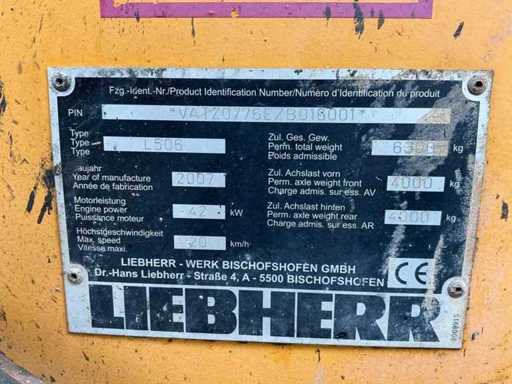 Fzg.-Ident.-Nr./Product Identification Number/Numéro d'Identification du produit
PIN
Type
Type L506
Type
Baujahr
Year of manufacture 2007
Année de fabrication
Motorleistung
Engine power 42 kW
Puissance moteur
Höchstgeschwindigkeit
Max. speed 20 km/h
Vitesse maxi.
Zul. Ges. Gew.
Perm. total weight kg
Poids admissible
Zul. Achslast vorn
Perm. axle weight front 4000 kg
Charge admis. sur ess. AV
Zul. Achslast hinten
Perm. axle weight rear 4000 kg
Charge admis. sur ess. AR
LIEBHERR - WERK BISCHOFSHOFEN GMBH
Dr.-Hans Liebherr - Straße 4, A - 5500 BISCHOFSHOFEN
CE
LIEBHERR